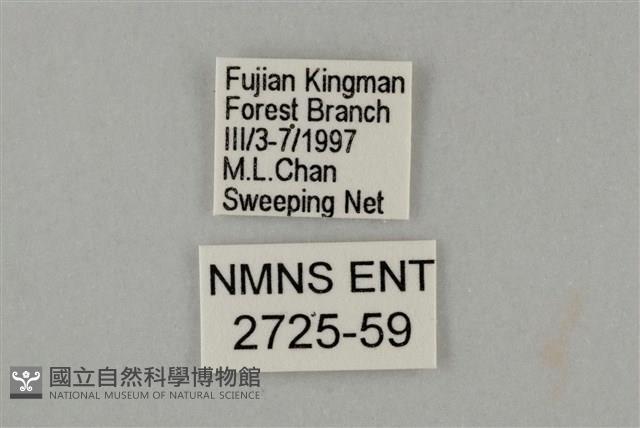 Fujian Kingman
Forest Branch
III/3-7/1997
M.L.Chan
Sweeping Net
NMNS ENT
2725-59
國立自然科學博物館
NATIONAL MUSEUM OF NATURAL SCIENCE